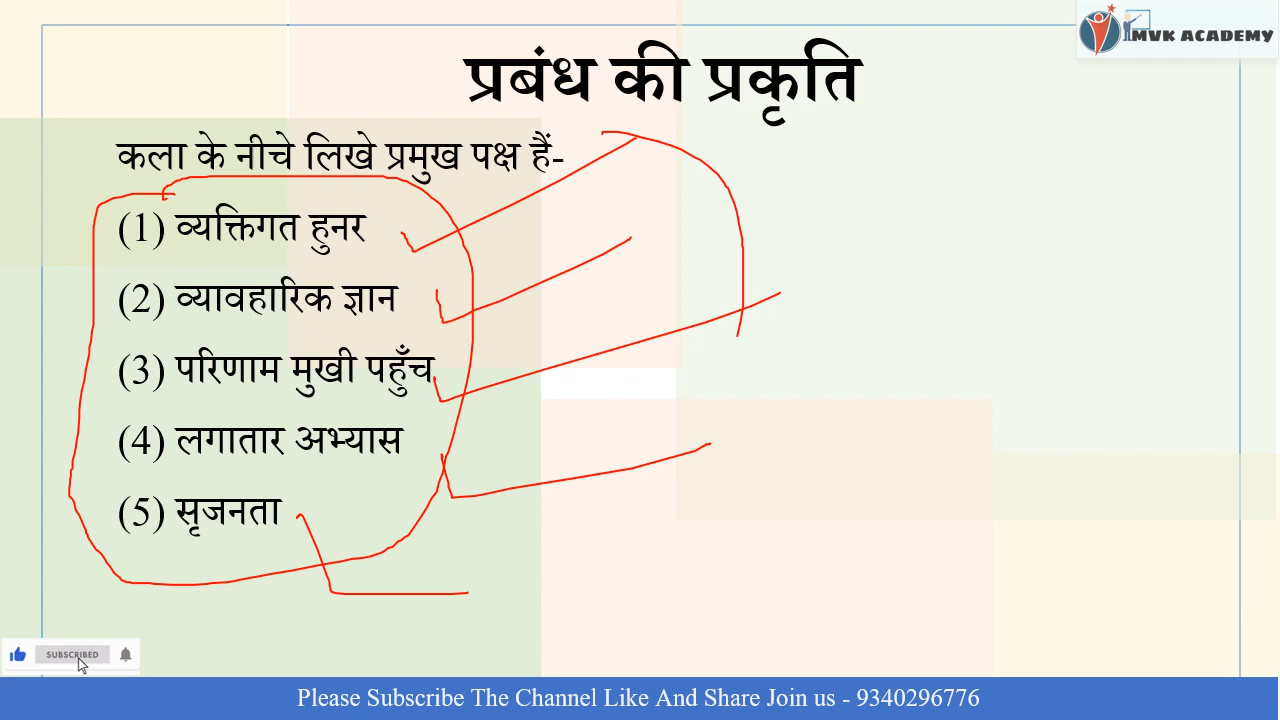 MVK ACADEMY
प्रबंध की प्रकृति
कला के नीचे लिखे प्रमुख पक्ष हैं-
(1) व्यक्तिगत हुनर
(2) व्यावहारिक ज्ञान
(3) परिणाम मुखी पहुँच
(4) लगातार अभ्यास
(5) सृजनता
SUBSCRIBED
Please Subscribe The Channel Like And Share Join us - 9340296776